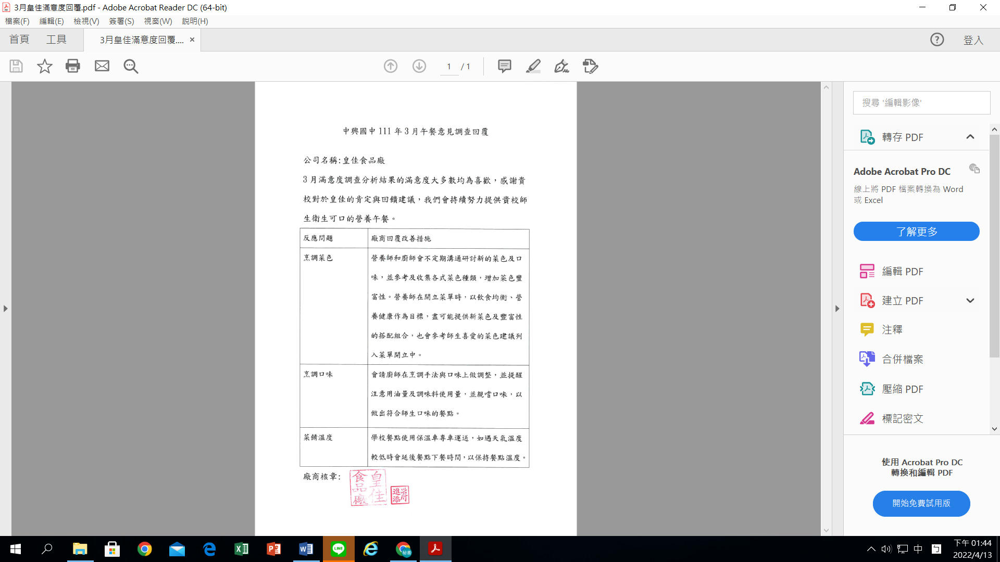 3月皇佳滿意度回覆.pdf - Adobe Acrobat Reader DC (64-bit)
檔案(F) 編輯(E) 檢視(V) 簽署(S) 視窗(W) 說明(H)
首頁 工具 3月皇佳滿意度回覆.... × 登入
1 / 1
中興國中 111 年 3 月午餐意見調查回覆
公司名稱:皇佳食品廠
3 月滿意度調查分析結果的滿意度大多數均為喜歡，感謝貴
校對於皇佳的肯定與回饋建議，我們會持續努力提供貴校師
生衛生可口的營養午餐。
反應問題 廠商回覆改善措施
烹調菜色 營養師和廚師會不定期溝通研討新的菜色及口
味，並參考及收集各式菜色種類，增加菜色豐
富性。營養師在開立菜單時，以飲食均衡、營
養健康作為目標，盡可能提供新菜色及豐富性
的搭配組合，也會參考師生喜愛的菜色建議列
入菜單開立中。
烹調口味 會請廚師在烹調手法與口味上做調整，並提醒
注意用油量及調味料使用量，並親嚐口味，以
做出符合師生口味的餐點。
菜餚溫度 學校餐點使用保溫車專車運送，如遇天氣溫度
較低時會延後餐點下餐時間，以保持餐點溫度。
廠商核章:
皇佳食品廠
進添
搜尋 '編輯影像'
轉存 PDF
Adobe Acrobat Pro DC
線上將 PDF 檔案轉換為 Word
或 Excel
了解更多
編輯 PDF
建立 PDF
注釋
合併檔案
壓縮 PDF
標記密文
使用 Acrobat Pro DC
轉換和編輯 PDF
開始免費試用版
LINE
中 ㄅ
下午 01:44
2022/4/13